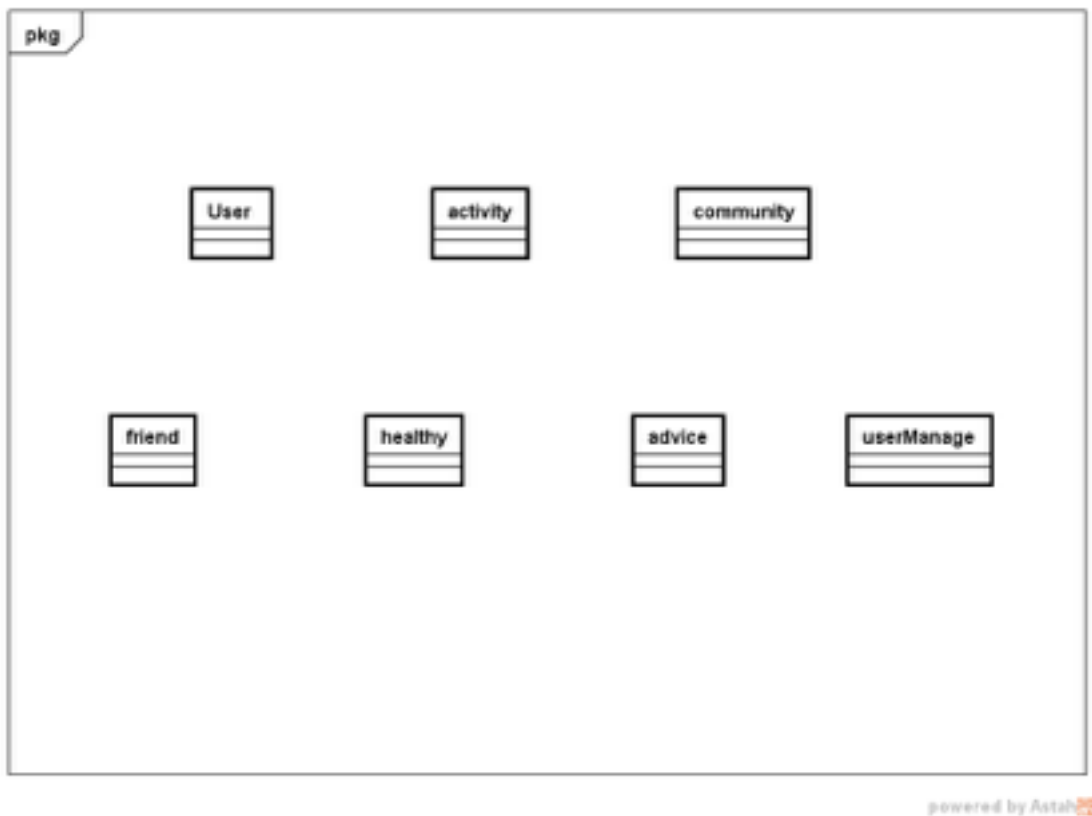 pkg
User
activity
community
friend
healthy
advice
userManage
powered by Astah